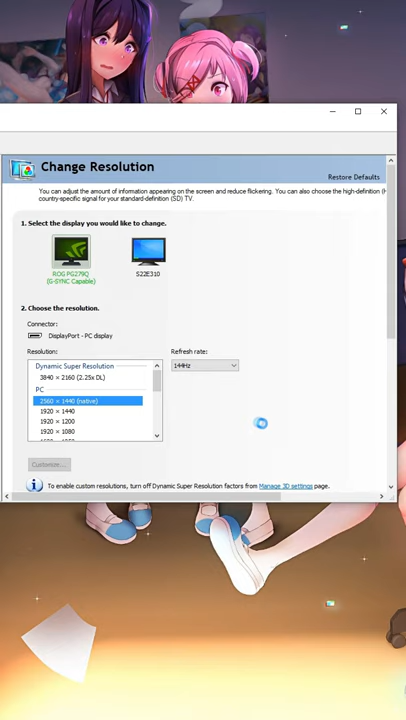 Change Resolution
Restore Defaults
You can adjust the amount of information appearing on the screen and reduce flickering. You can also choose the high-definition (H
country-specific signal for your standard-definition (SD) TV.
1. Select the display you would like to change.
ROG PG279Q
(G-SYNC Capable)
S22E310
2. Choose the resolution.
Connector:
DisplayPort - PC display
Resolution:
Refresh rate:
Dynamic Super Resolution
144Hz
3840 × 2160 (2.25x DL)
PC
2560 × 1440 (native)
1920 × 1440
1920 × 1200
1920 × 1080
Customize...
To enable custom resolutions, turn off Dynamic Super Resolution factors from Manage 3D settings page.